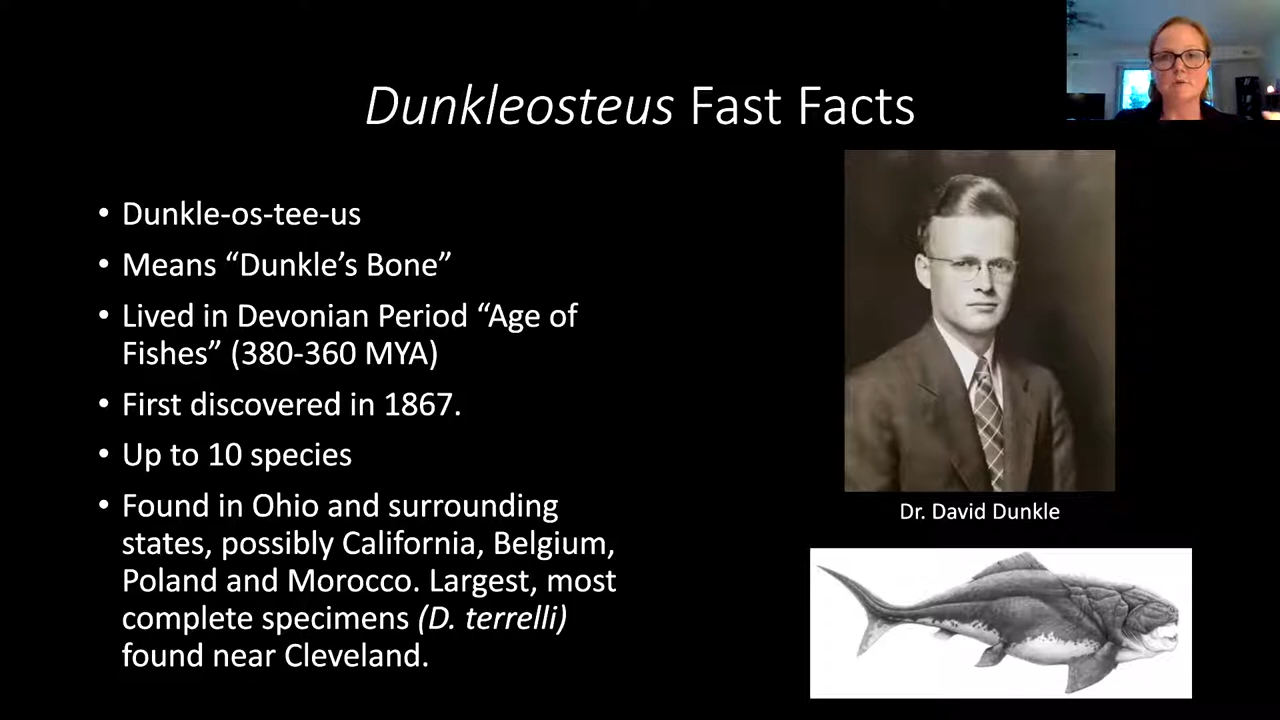 Dunkleosteus Fast Facts
• Dunkle-os-tee-us
• Means “Dunkle’s Bone”
• Lived in Devonian Period “Age of
Fishes” (380-360 MYA)
• First discovered in 1867.
• Up to 10 species
• Found in Ohio and surrounding
states, possibly California, Belgium,
Poland and Morocco. Largest, most
complete specimens (D. terrelli)
found near Cleveland.
Dr. David Dunkle